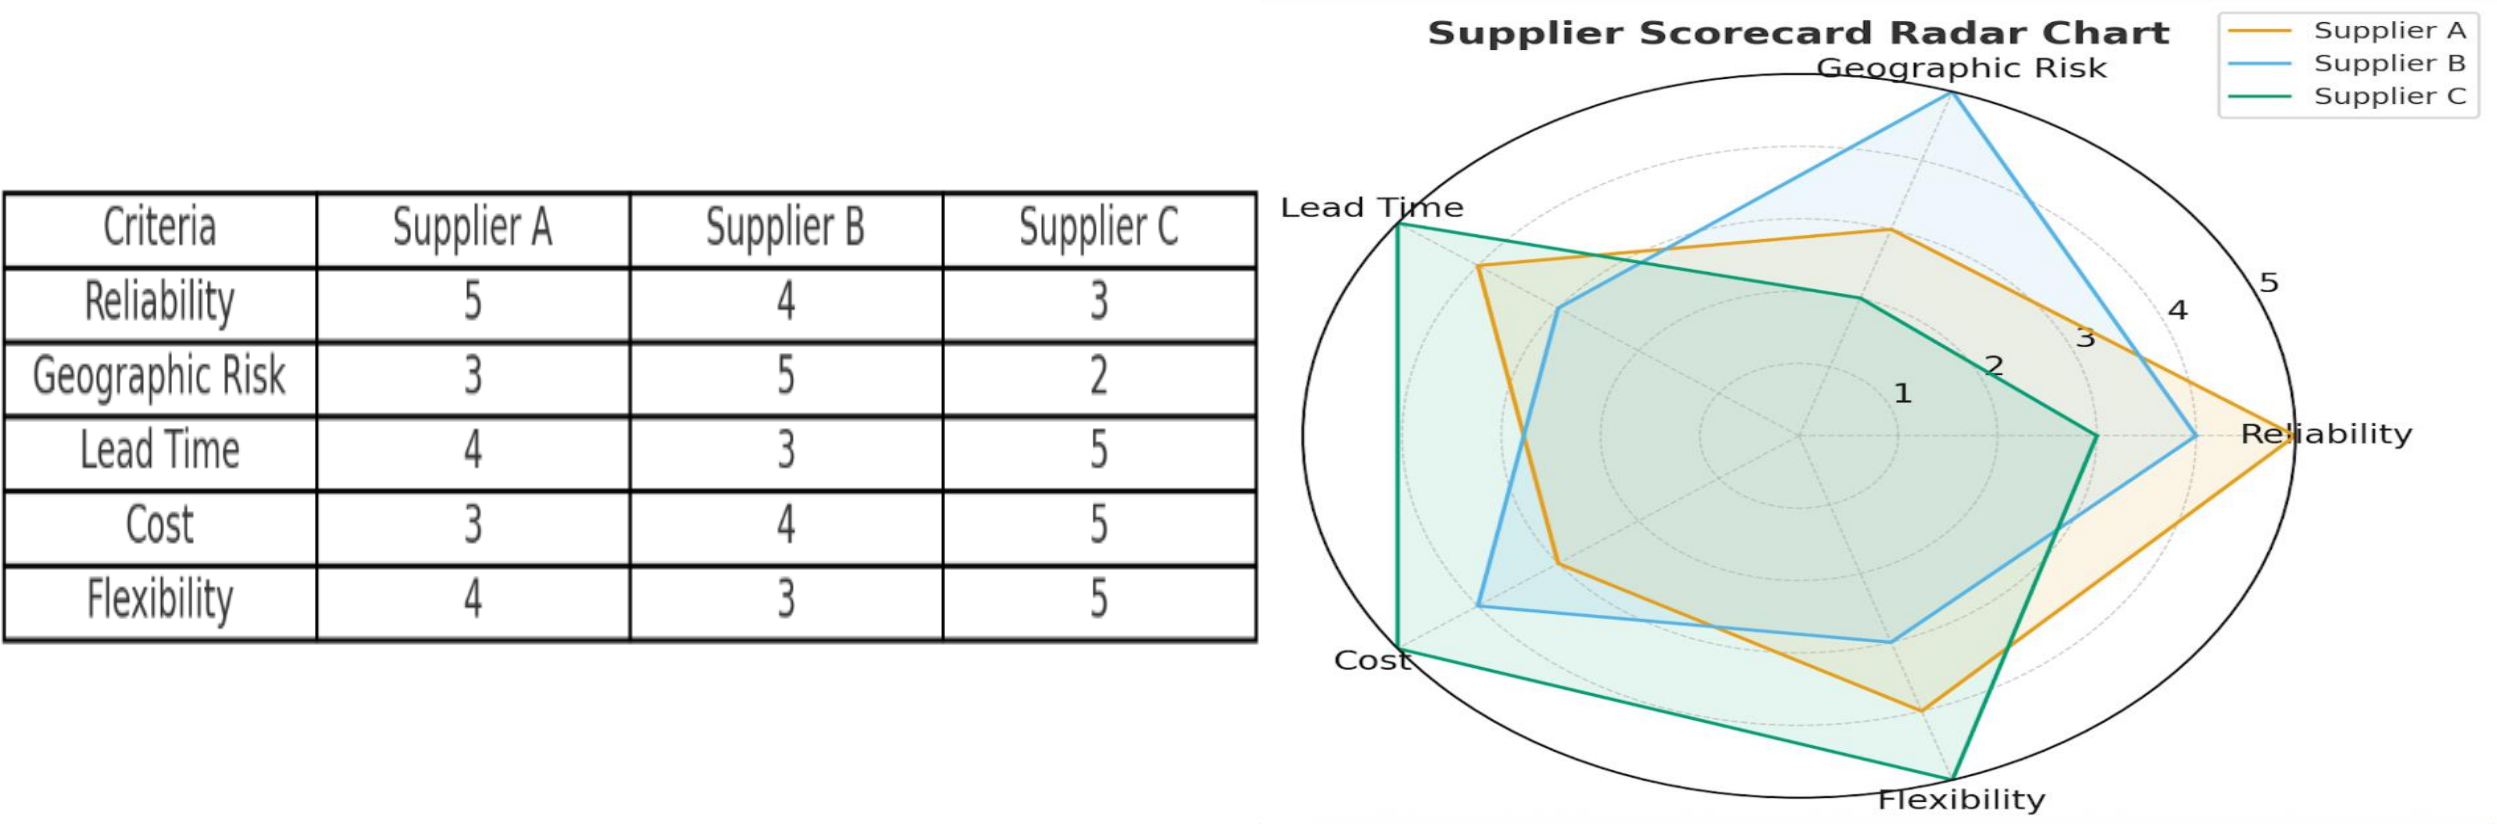 Criteria Supplier A Supplier B Supplier C
Reliability 5 4 3
Geographic Risk 3 5 2
Lead Time 4 3 5
Cost 3 4 5
Flexibility 4 3 5
Supplier Scorecard Radar Chart
Supplier A
Supplier B
Supplier C
Geographic Risk
Lead Time
5
4
3
2
1
Reliability
Cost
Flexibility